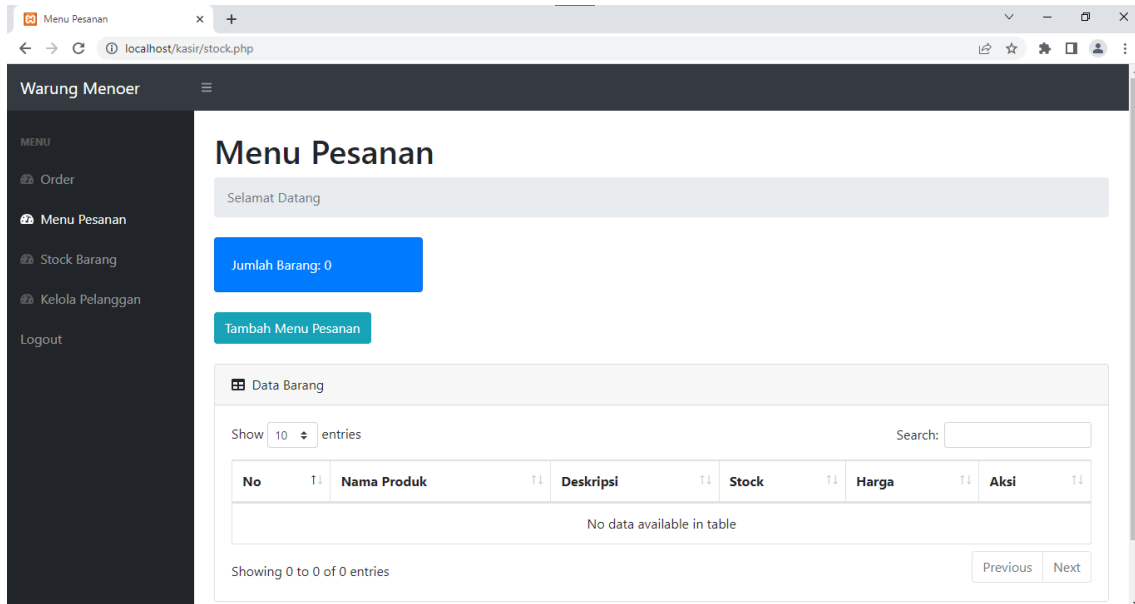 Menu Pesanan
localhost/kasir/stock.php
Warung Menoer
MENU
Order
Menu Pesanan
Stock Barang
Kelola Pelanggan
Logout
Menu Pesanan
Selamat Datang
Jumlah Barang: 0
Tambah Menu Pesanan
Data Barang
Show 10 entries Search:
No Nama Produk Deskripsi Stock Harga Aksi
No data available in table
Showing 0 to 0 of 0 entries Previous Next